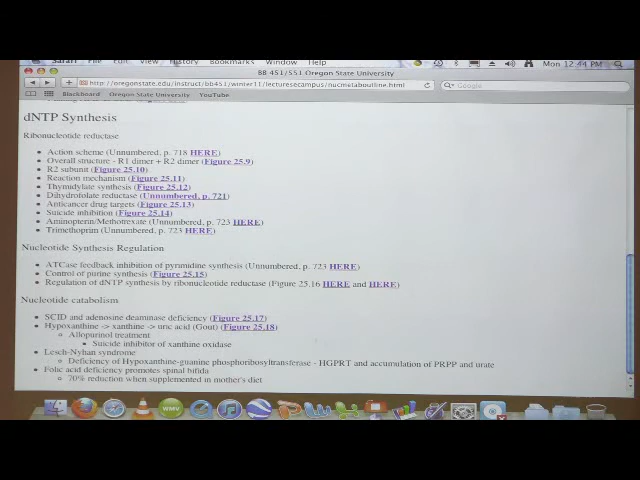 Safari File Edit View History Bookmarks Window Help Mon 12:44 PM
BB 451/551 Oregon State University
http://oregonstate.edu/instruct/bb451/winter11/lecturesecampus/nucmetaboutline.html
Google
Blackboard Oregon State University YouTube
dNTP Synthesis
Ribonucleotide reductase
Action scheme (Unnumbered, p. 718 HERE)
Overall structure - R1 dimer + R2 dimer (Figure 25.9)
R2 subunit (Figure 25.10)
Reaction mechanism (Figure 25.11)
Thymidylate synthesis (Figure 25.12)
Dihydrofolate reductase (Unnumbered, p. 721)
Anticancer drug targets (Figure 25.13)
Suicide inhibition (Figure 25.14)
Aminopterin/Methotrexate (Unnumbered, p. 723 HERE)
Trimethoprim (Unnumbered, p. 723 HERE)
Nucleotide Synthesis Regulation
ATCase feedback inhibition of pyrimidine synthesis (Unnumbered, p. 723 HERE)
Control of purine synthesis (Figure 25.15)
Regulation of dNTP synthesis by ribonucleotide reductase (Figure 25.16 HERE and HERE)
Nucleotide catabolism
SCID and adenosine deaminase deficiency (Figure 25.17)
Hypoxanthine -> xanthine -> uric acid (Gout) (Figure 25.18)
Allopurinol treatment
Suicide inhibitor of xanthine oxidase
Lesch-Nyhan syndrome
Deficiency of Hypoxanthine-guanine phosphoribosyltransferase - HGPRT and accumulation of PRPP and urate
Folic acid deficiency promotes spinal bifida
70% reduction when supplemented in mother's diet
WMV